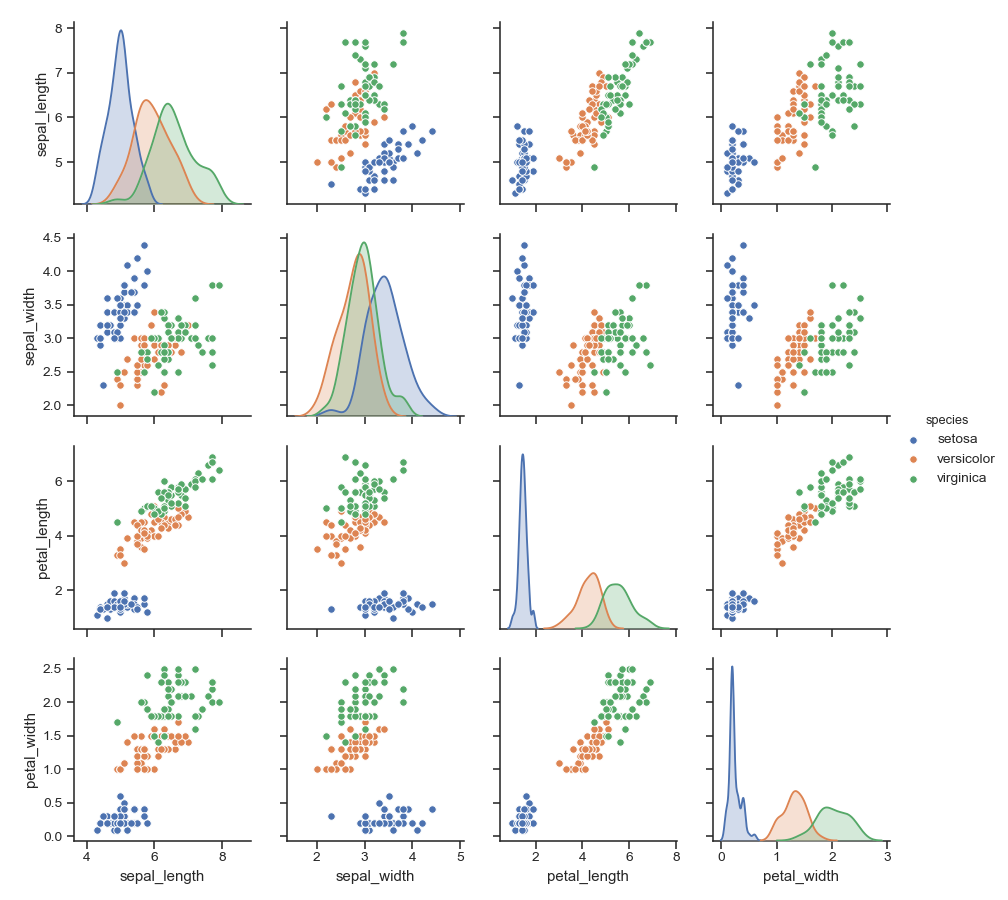 8
7
6
5
sepal_length
4.5
4.0
3.5
3.0
2.5
2.0
sepal_width
6
4
2
petal_length
2.5
2.0
1.5
1.0
0.5
0.0
petal_width
4 6 8
sepal_length
2 3 4 5
sepal_width
2 4 6 8
petal_length
0 1 2 3
petal_width
species
setosa
versicolor
virginica